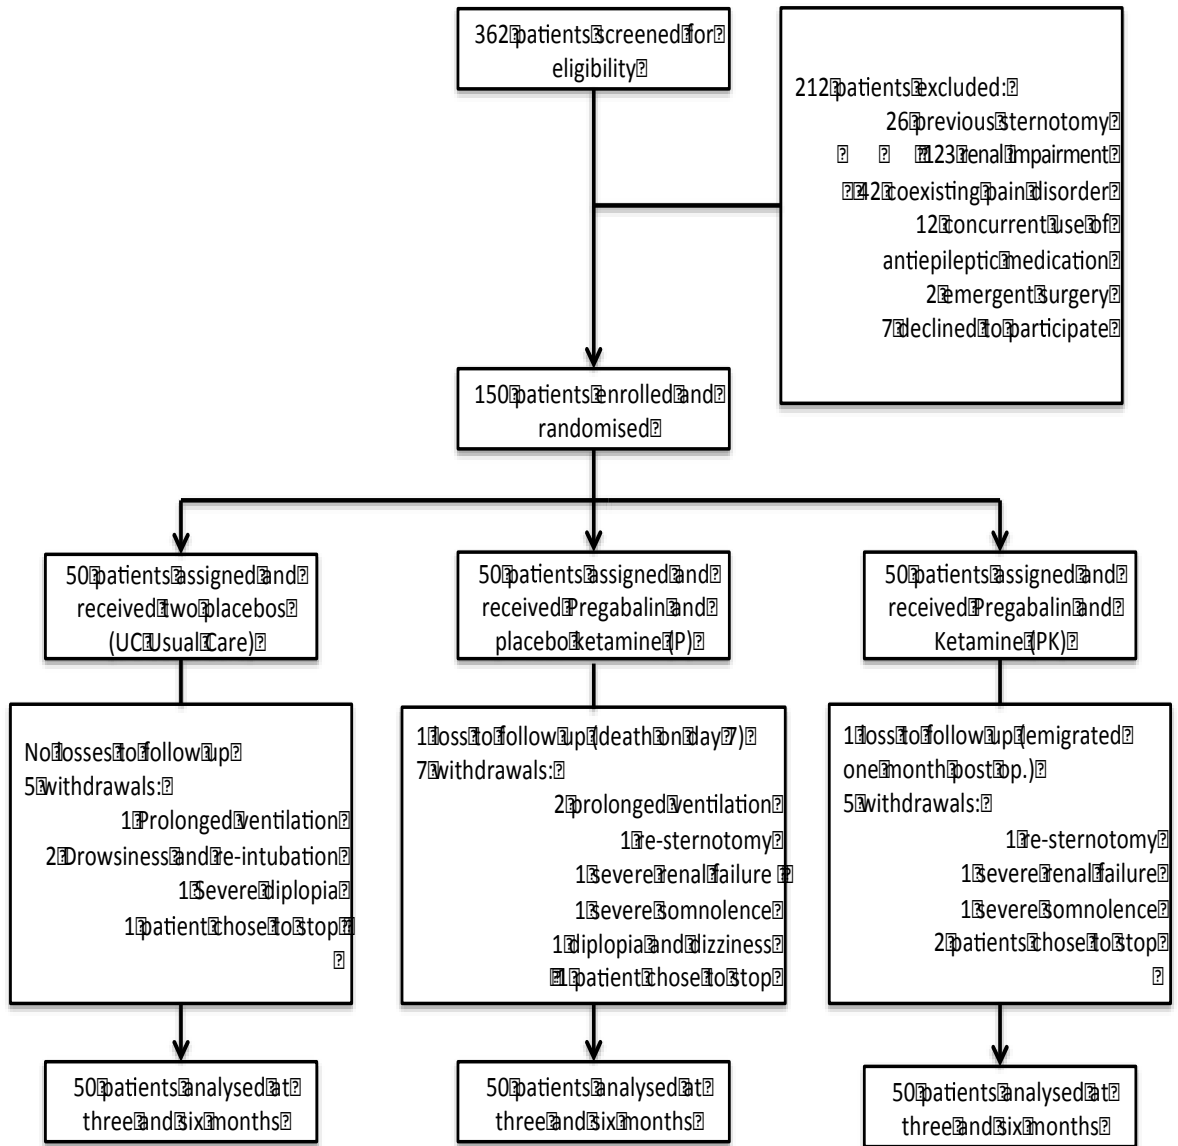 362 patients screened for
eligibility
212 patients excluded:
26 previous sternotomy
123 renal impairment
42 coexisting pain disorder
12 concurrent use of
antiepileptic medication
2 emergent surgery
7 declined to participate
150 patients enrolled and
randomised
50 patients assigned and
received two placebos
(UC Usual Care)
50 patients assigned and
received Pregabalin and
placebo ketamine (P)
50 patients assigned and
received Pregabalin and
Ketamine (PK)
No losses to follow up
5 withdrawals:
1 Prolonged ventilation
2 Drowsiness and re-intubation
1 Severe diplopia
1 patient chose to stop
1 loss to follow up (death on day 7)
7 withdrawals:
2 prolonged ventilation
1 re-sternotomy
1 severe renal failure
1 severe somnolence
1 diplopia and dizziness
1 patient chose to stop
1 loss to follow up (emigrated
one month post op.)
5 withdrawals:
1 re-sternotomy
1 severe renal failure
1 severe somnolence
2 patients chose to stop
50 patients analysed at
three and six months
50 patients analysed at
three and six months
50 patients analysed at
three and six months